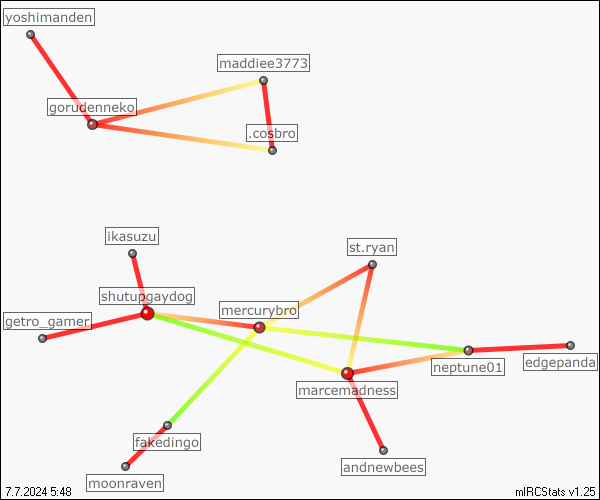 yoshimanden
maddiee3773
gorudenneko
.cosbro
ikasuzu
st.ryan
shutupgaydog
mercurybro
getro_gamer
edgepanda
neptune01
marcemadness
fakedingo
andnewbees
moonraven
7.7.2024 5:48
mIRCStats v1.25